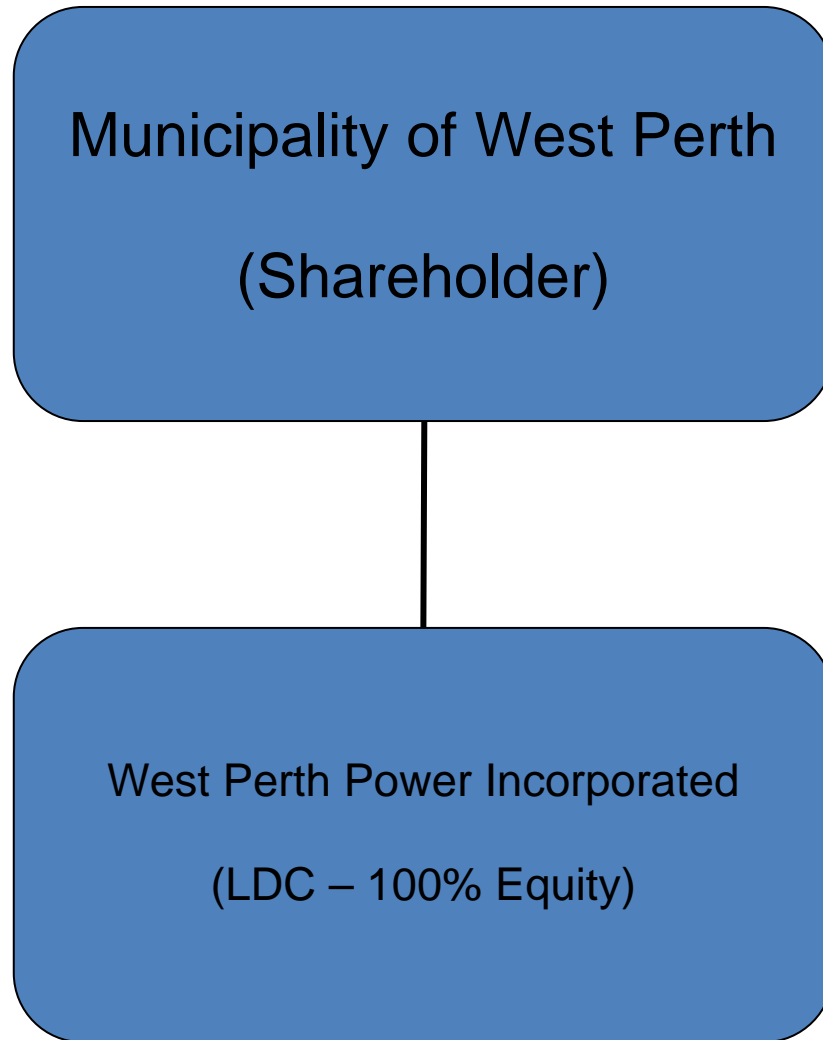 Municipality of West Perth
(Shareholder)
West Perth Power Incorporated
(LDC – 100% Equity)